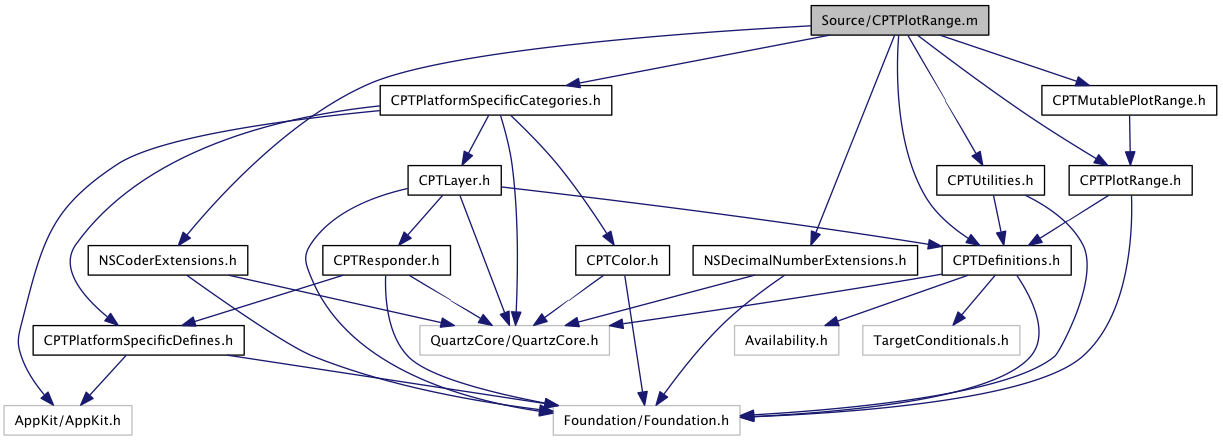 Source/CPTPlotRange.m
CPTPlatformSpecificCategories.h
CPTMutablePlotRange.h
CPTLayer.h
CPTUtilities.h
CPTPlotRange.h
NSCoderExtensions.h
CPTResponder.h
CPTColor.h
NSDecimalNumberExtensions.h
CPTDefinitions.h
CPTPlatformSpecificDefines.h
QuartzCore/QuartzCore.h
Availability.h
TargetConditionals.h
AppKit/AppKit.h
Foundation/Foundation.h